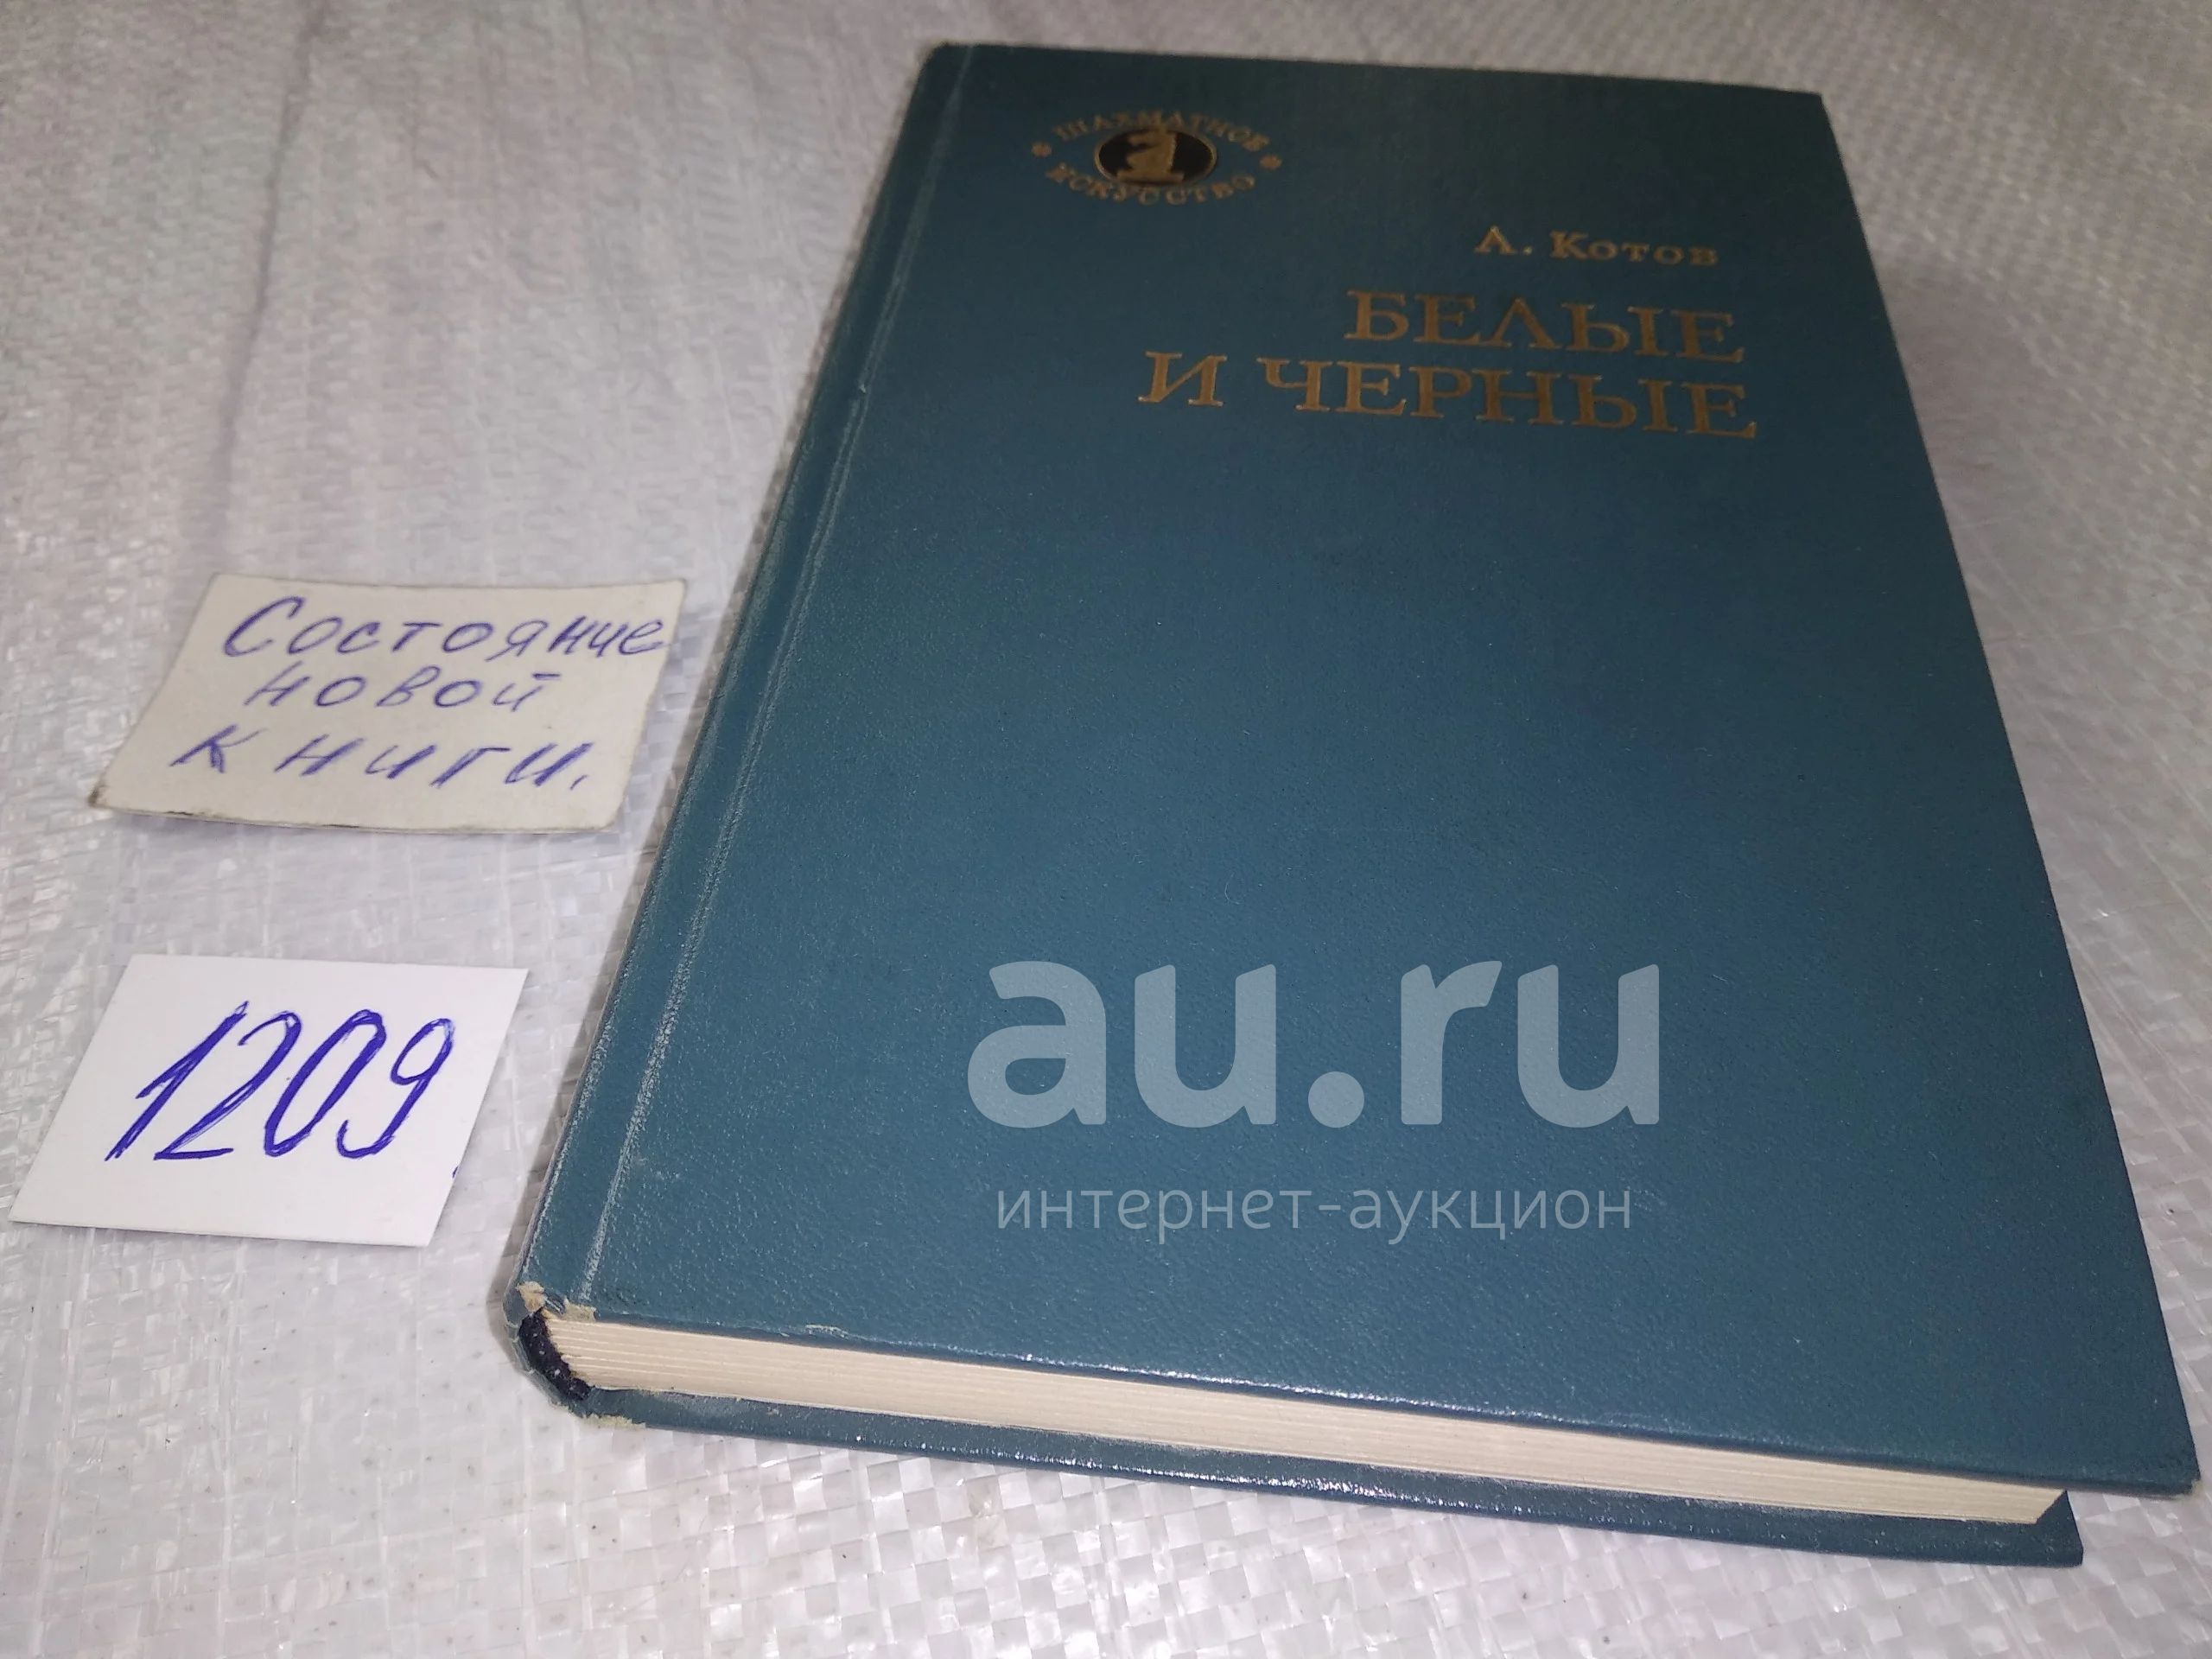 ШАХМАТНОЕ
ИСКУССТВО
А. Котов
БЕЛЫЕ
И ЧЕРНЫЕ
Состояние
новой
книги.
1209
au.ru
интернет-аукцион